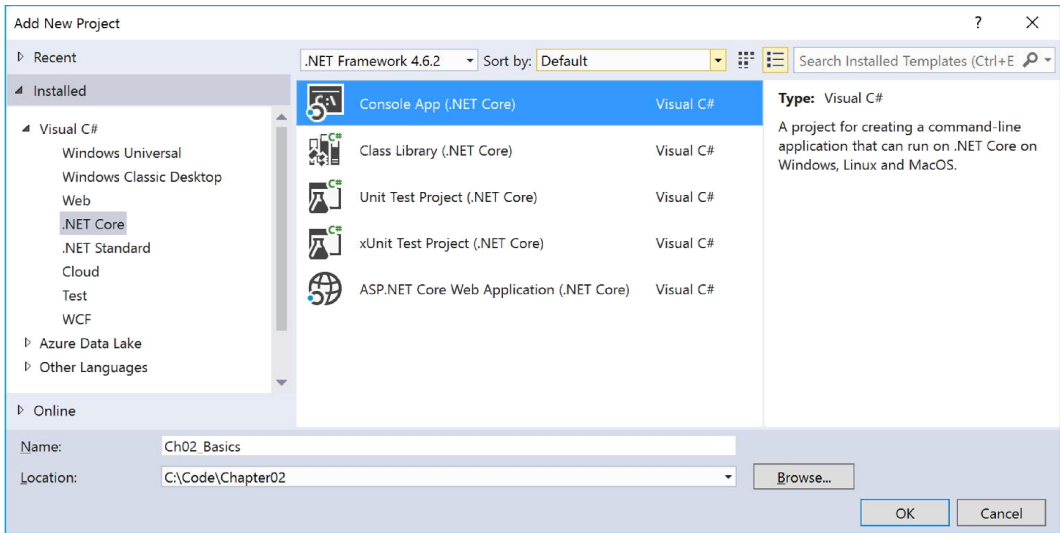 Add New Project ? ×
Recent
.NET Framework 4.6.2 Sort by: Default Search Installed Templates (Ctrl+E
Installed
Visual C#
Windows Universal
Windows Classic Desktop
Web
.NET Core
.NET Standard
Cloud
Test
WCF
Azure Data Lake
Other Languages
Online
C:\
Console App (.NET Core) Visual C#
C#
Class Library (.NET Core) Visual C#
C#
Unit Test Project (.NET Core) Visual C#
C#
xUnit Test Project (.NET Core) Visual C#
ASP.NET Core Web Application (.NET Core) Visual C#
Type: Visual C#
A project for creating a command-line
application that can run on .NET Core on
Windows, Linux and MacOS.
Name: Ch02_Basics
Location: C:\Code\Chapter02 Browse...
OK Cancel